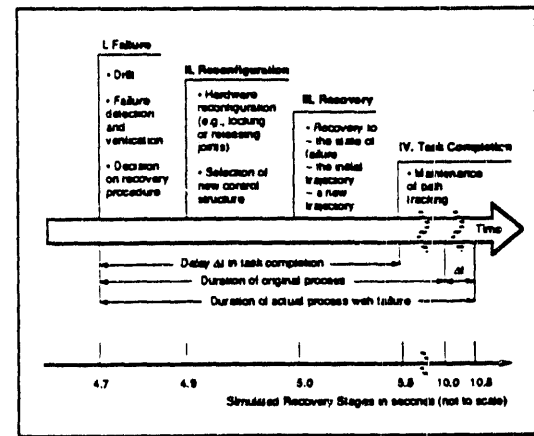 I. Failure
• Drift
• Failure
detection
and
verification
• Decision
on recovery
procedure
II. Reconfiguration
• Hardware
reconfiguration
(e.g., locking
or releasing
joints)
• Selection of
new control
structure
III. Recovery
• Recovery to
– the state of
failure
– the initial
trajectory
– a new
trajectory
IV. Task Completion
• Maintenance
of path
tracking
Time
Delay Δt in task completion
Δt
Duration of original process
Duration of actual process with failure
4.7 4.9 5.0 5.5 10.0 10.8
Simulated Recovery Stages in seconds (not to scale)